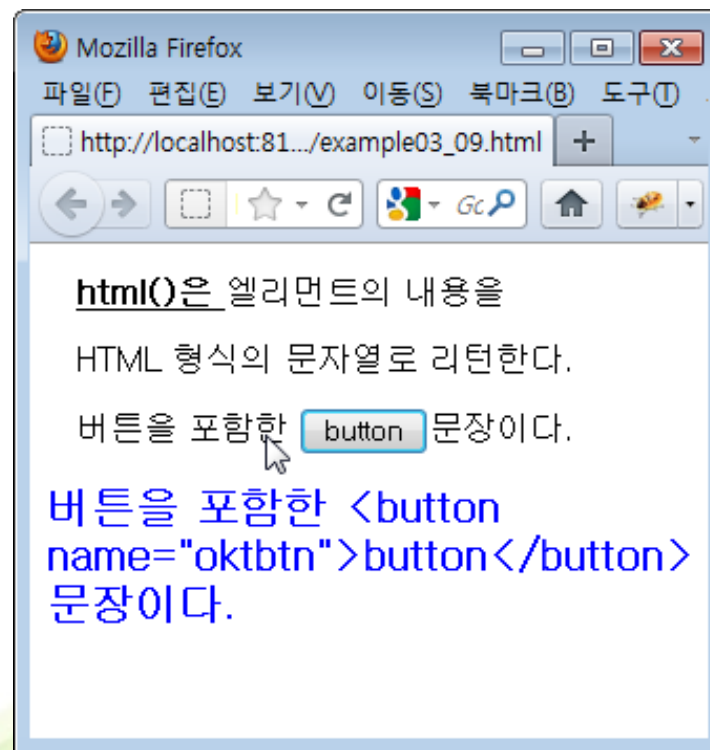 Mozilla Firefox
파일(F) 편집(E) 보기(V) 이동(S) 북마크(B) 도구(T)
http://localhost:81.../example03_09.html +
html()은 엘리먼트의 내용을
HTML 형식의 문자열로 리턴한다.
버튼을 포함한 button 문장이다.
버튼을 포함한 <button
name="oktbtn">button</button>
문장이다.